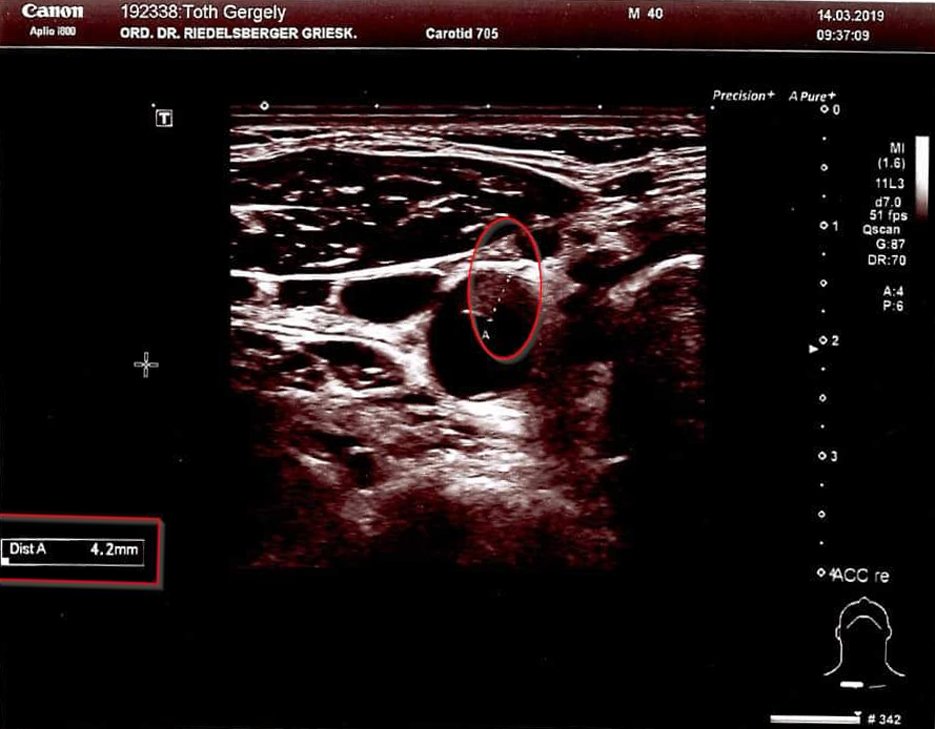 Canon
192338:Toth Gergely
M 40
14.03.2019
Aplio i800
ORD. DR. RIEDELSBERGER GRIESK.
Carotid 705
09:37:09
Precision+ A Pure+
T
0
MI
(1.6)
11L3
d7.0
51 fps
Qscan
1
G:87
DR:70
A:4
P:6
A
2
3
Dist A 4.2mm
4
ACC re
# 342